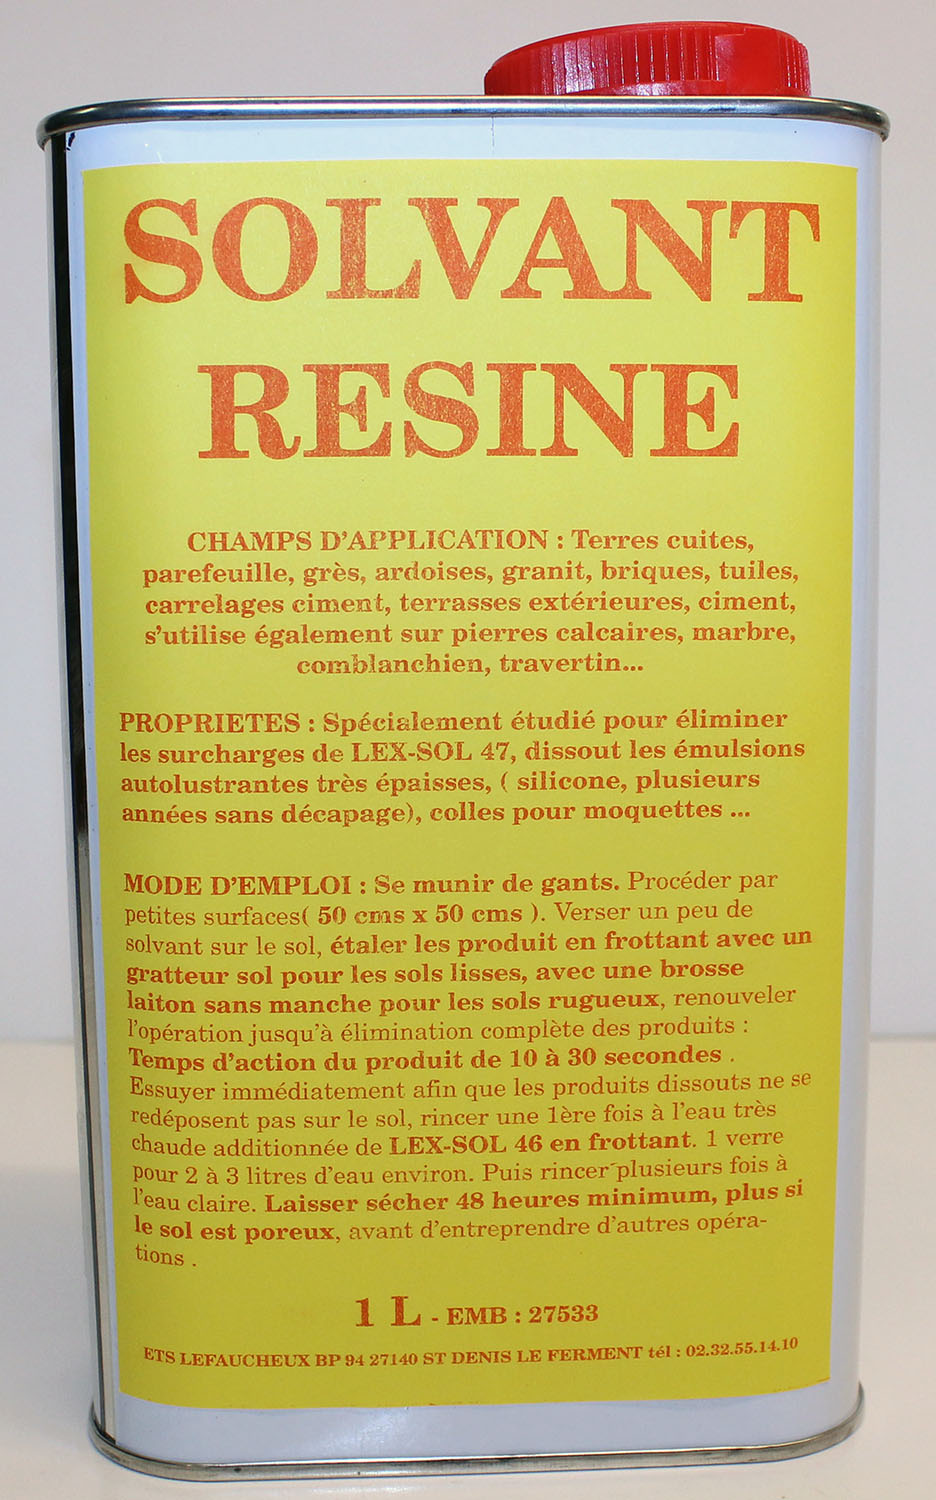 SOLVANT
RESINE
CHAMPS D'APPLICATION : Terres cuites,
parefeuille, grès, ardoises, granit, briques, tuiles,
carrelages ciment, terrasses extérieures, ciment,
s'utilise également sur pierres calcaires, marbre,
comblanchien, travertin...
PROPRIETES : Spécialement étudié pour éliminer
les surcharges de LEX-SOL 47, dissout les émulsions
autolustrantes très épaisses, ( silicone, plusieurs
années sans décapage), colles pour moquettes ...
MODE D'EMPLOI : Se munir de gants. Procéder par
petites surfaces( 50 cms x 50 cms ). Verser un peu de
solvant sur le sol, étaler les produit en frottant avec un
gratteur sol pour les sols lisses, avec une brosse
laiton sans manche pour les sols rugueux, renouveler
l'opération jusqu'à élimination complète des produits :
Temps d'action du produit de 10 à 30 secondes .
Essuyer immédiatement afin que les produits dissouts ne se
redéposent pas sur le sol, rincer une 1ère fois à l'eau très
chaude additionnée de LEX-SOL 46 en frottant. 1 verre
pour 2 à 3 litres d'eau environ. Puis rincer plusieurs fois à
l'eau claire. Laisser sécher 48 heures minimum, plus si
le sol est poreux, avant d'entreprendre d'autres opéra-
tions .
1 L - EMB : 27533
ETS LEFAUCHEUX BP 94 27140 ST DENIS LE FERMENT tél : 02.32.55.14.10